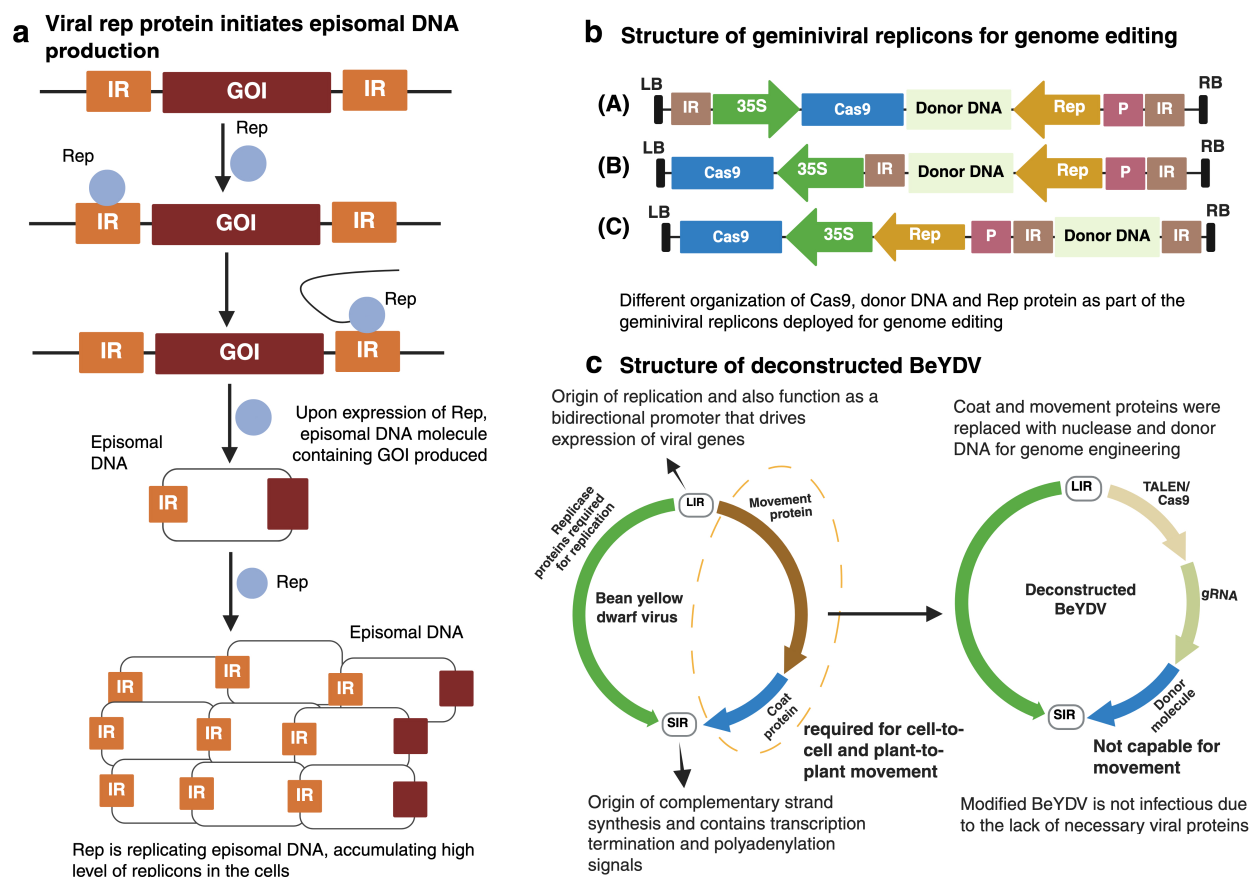 a
Viral rep protein initiates episomal DNA
production
IR
GOI
IR
Rep
Rep
IR
GOI
IR
Rep
IR
GOI
IR
Upon expression of Rep,
episomal DNA molecule
containing GOI produced
Episomal
DNA
IR
Rep
Episomal DNA
IR
IR
IR
IR
IR
IR
IR
IR
IR
Rep is replicating episomal DNA, accumulating high
level of replicons in the cells
b
Structure of geminiviral replicons for genome editing
(A)
LB
IR
35S
Cas9
Donor DNA
Rep
P
IR
RB
(B)
LB
Cas9
35S
IR
Donor DNA
Rep
P
IR
RB
(C)
LB
Cas9
35S
Rep
P
IR
Donor DNA
IR
RB
Different organization of Cas9, donor DNA and Rep protein as part of the
geminiviral replicons deployed for genome editing
c
Structure of deconstructed BeYDV
Origin of replication and also function as a
bidirectional promoter that drives
expression of viral genes
Replicase
proteins required
for replication
LIR
Movement
protein
Bean yellow
dwarf virus
SIR
Coat
protein
required for cell-to-
cell and plant-to-
plant movement
Origin of complementary strand
synthesis and contains transcription
termination and polyadenylation
signals
Coat and movement proteins were
replaced with nuclease and donor
DNA for genome engineering
LIR
TALEN/
Cas9
gRNA
Deconstructed
BeYDV
SIR
Donor
molecule
Not capable for
movement
Modified BeYDV is not infectious due
to the lack of necessary viral proteins